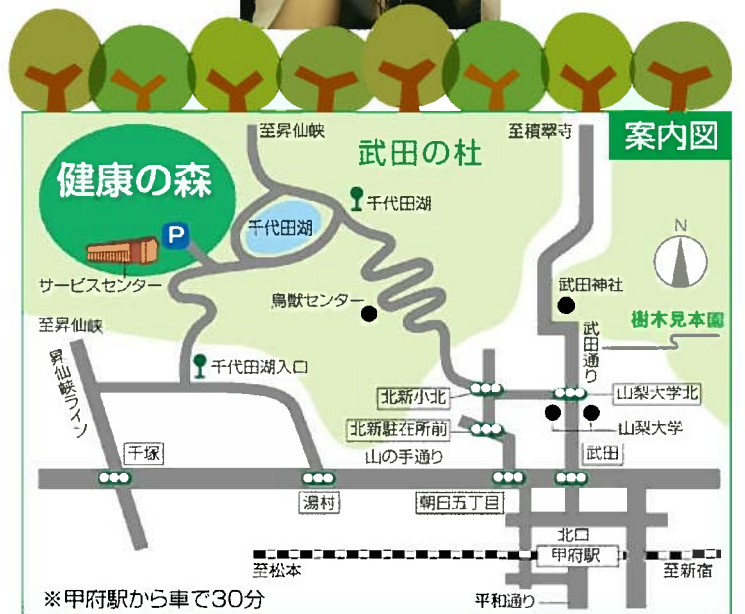 至昇仙峡
武田の杜
至積翠寺
案内図
健康の森
P
千代田湖
千代田湖
N
サービスセンター
鳥獣センター
武田神社
樹木見本園
至昇仙峡
武田通り
昇仙峡ライン
千代田湖入口
北新小北
山梨大学北
北新駐在所前
山梨大学
千塚
山の手通り
武田
湯村
朝日五丁目
北口
甲府駅
至松本
至新宿
※甲府駅から車で30分
平和通り